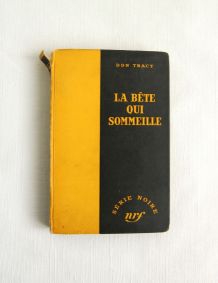 DON TRACY
LA BÊTE
QUI
SOMMEILLE
SÉRIE NOIRE
nrf